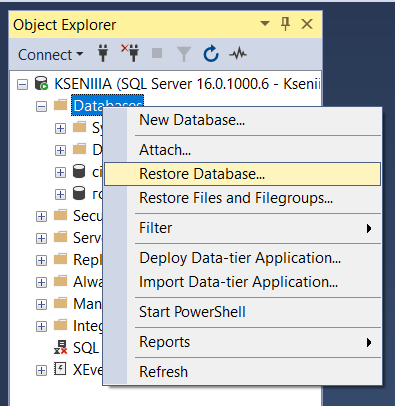 Object Explorer
Connect
KSENIIIA (SQL Server 16.0.1000.6 - Ksenii
Databases
New Database...
Attach...
Restore Database...
Restore Files and Filegroups...
Filter
Deploy Data-tier Application...
Import Data-tier Application...
Start PowerShell
Reports
Refresh
Sy
D
ci
Secu
Serve
Repl
Alwa
Man
Integ
SQL
XEve